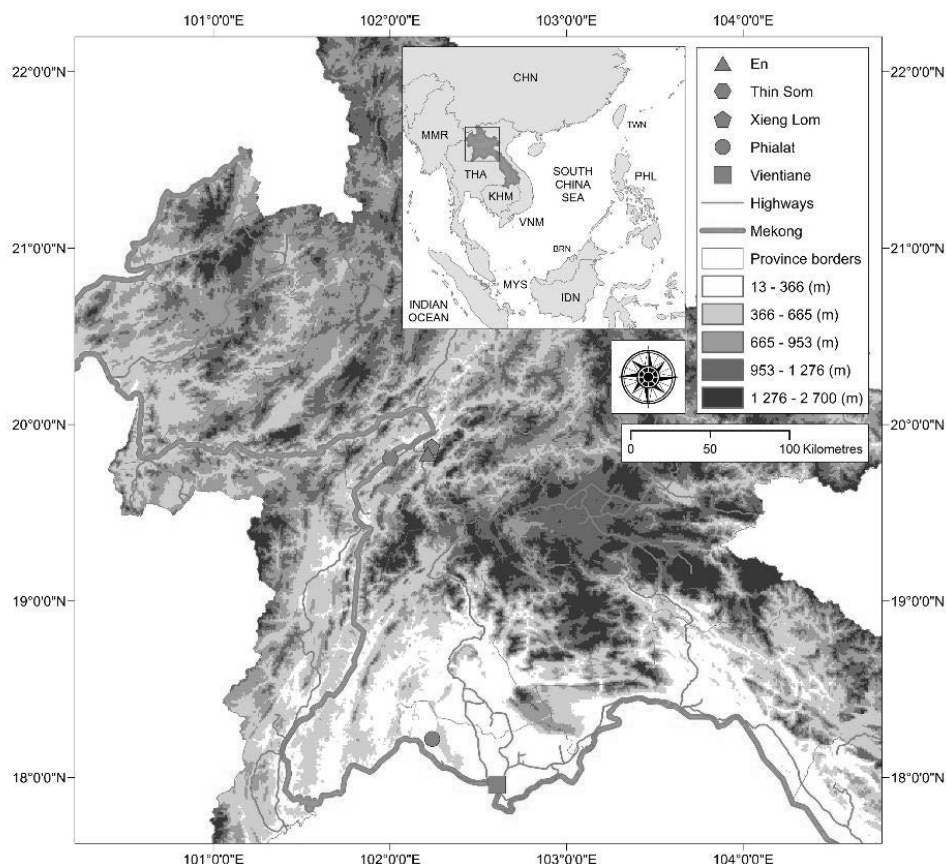 101°0'0"E 102°0'0"E 103°0'0"E 104°0'0"E
22°0'0"N 22°0'0"N
21°0'0"N 21°0'0"N
20°0'0"N 20°0'0"N
19°0'0"N 19°0'0"N
18°0'0"N 18°0'0"N
101°0'0"E 102°0'0"E 103°0'0"E 104°0'0"E
CHN
MMR
TWN
THA
SOUTH
CHINA
SEA
PHL
KHM
VNM
BRN
MYS
IDN
INDIAN
OCEAN
En
Thin Som
Xieng Lom
Phialat
Vientiane
Highways
Mekong
Province borders
13 - 366 (m)
366 - 665 (m)
665 - 953 (m)
953 - 1 276 (m)
1 276 - 2 700 (m)
0 50 100 Kilometres